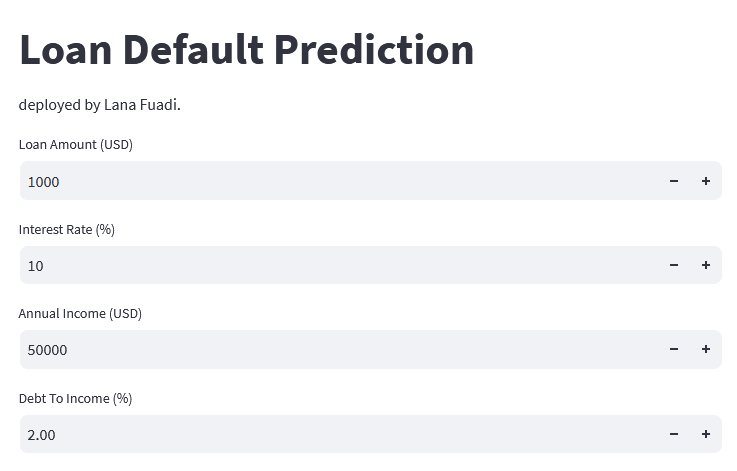 Loan Default Prediction
deployed by Lana Fuadi.
Loan Amount (USD)
1000
Interest Rate (%)
10
Annual Income (USD)
50000
Debt To Income (%)
2.00